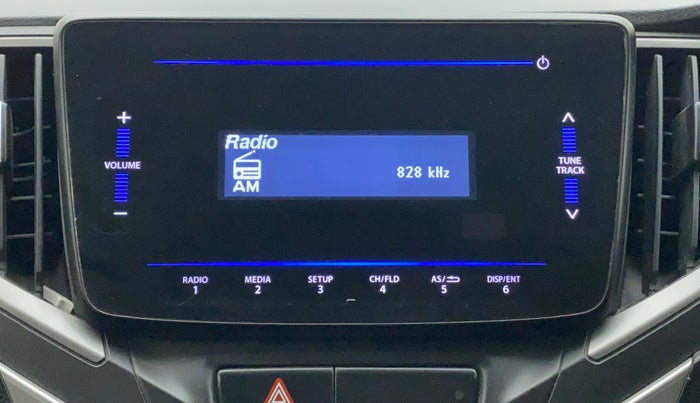 Radio
AM
828 kHz
+
VOLUME
−
TUNE
TRACK
RADIO
1
MEDIA
2
SETUP
3
CH/FLD
4
AS/
5
DISP/ENT
6